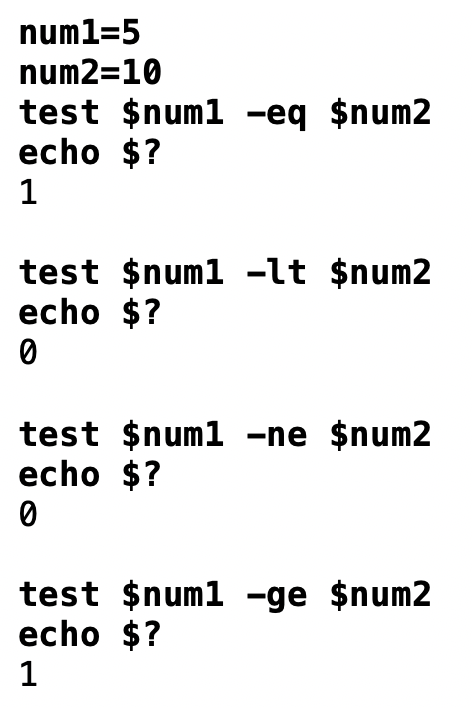 num1=5
num2=10
test $num1 -eq $num2
echo $?
1
test $num1 -lt $num2
echo $?
0
test $num1 -ne $num2
echo $?
0
test $num1 -ge $num2
echo $?
1